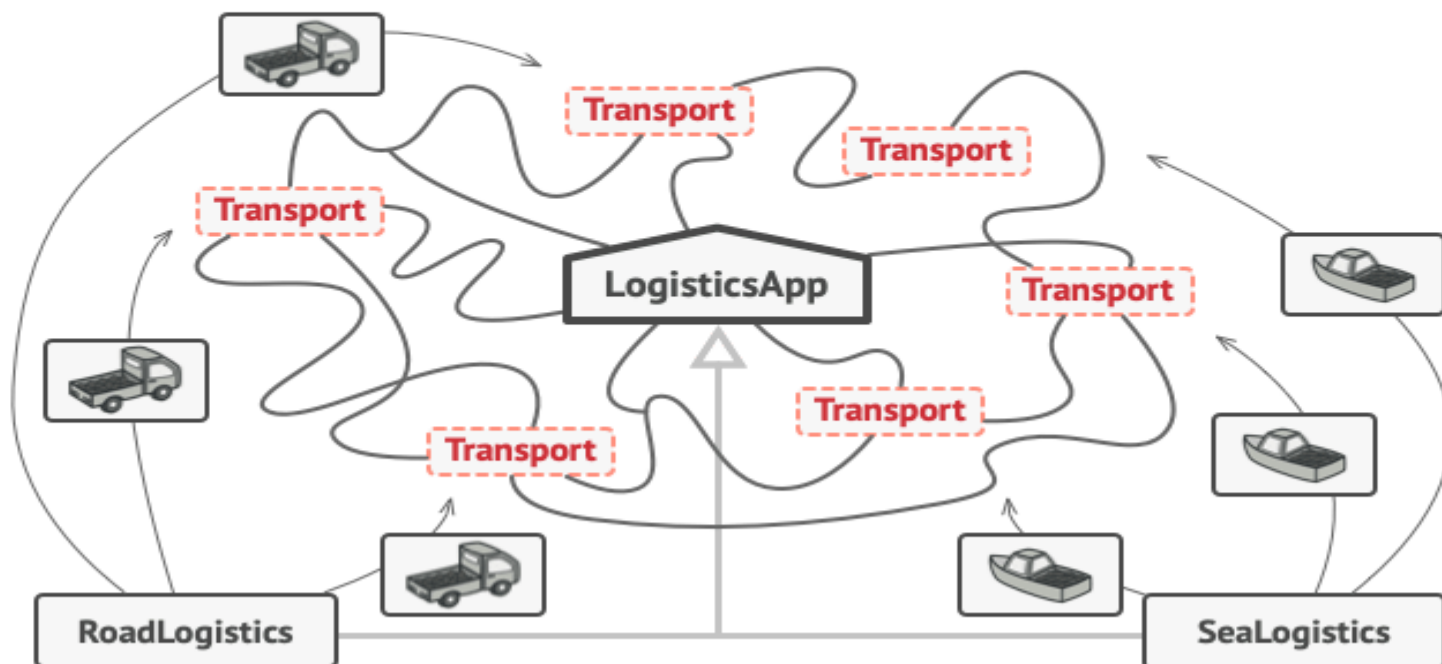 Transport
Transport
Transport
LogisticsApp
Transport
Transport
Transport
RoadLogistics
SeaLogistics